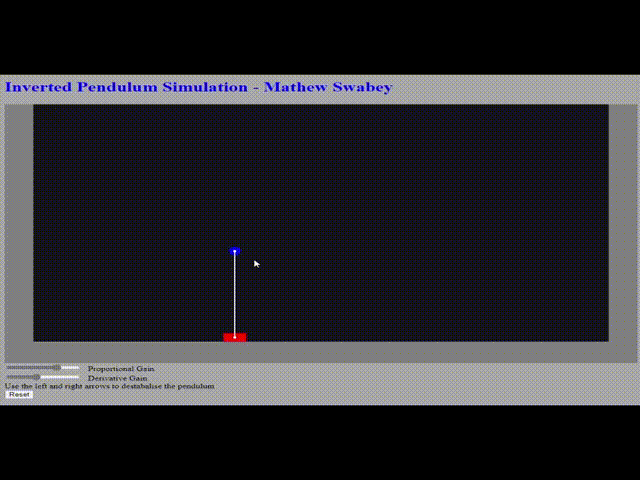 Inverted Pendulum Simulation - Mathew Swabey
Proportional Gain
Derivative Gain
Use the left and right arrows to destabalise the pendulum
Reset